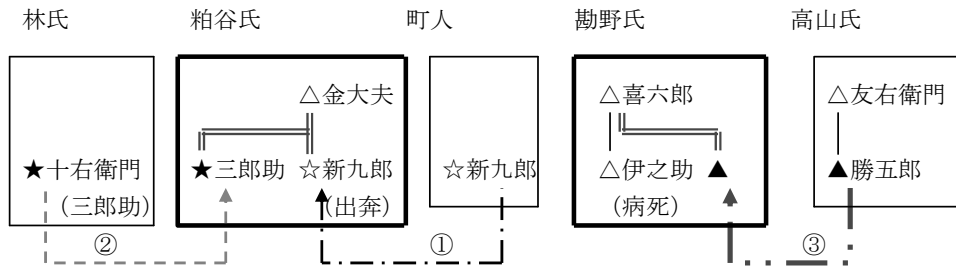 林氏 粕谷氏 町人 勘野氏 高山氏
△金大夫 △喜六郎 △友右衛門
★十右衛門 ★三郎助 ☆新九郎 ☆新九郎 △伊之助 ▲ ▲勝五郎
(三郎助) (出奔) (病死)
② ① ③